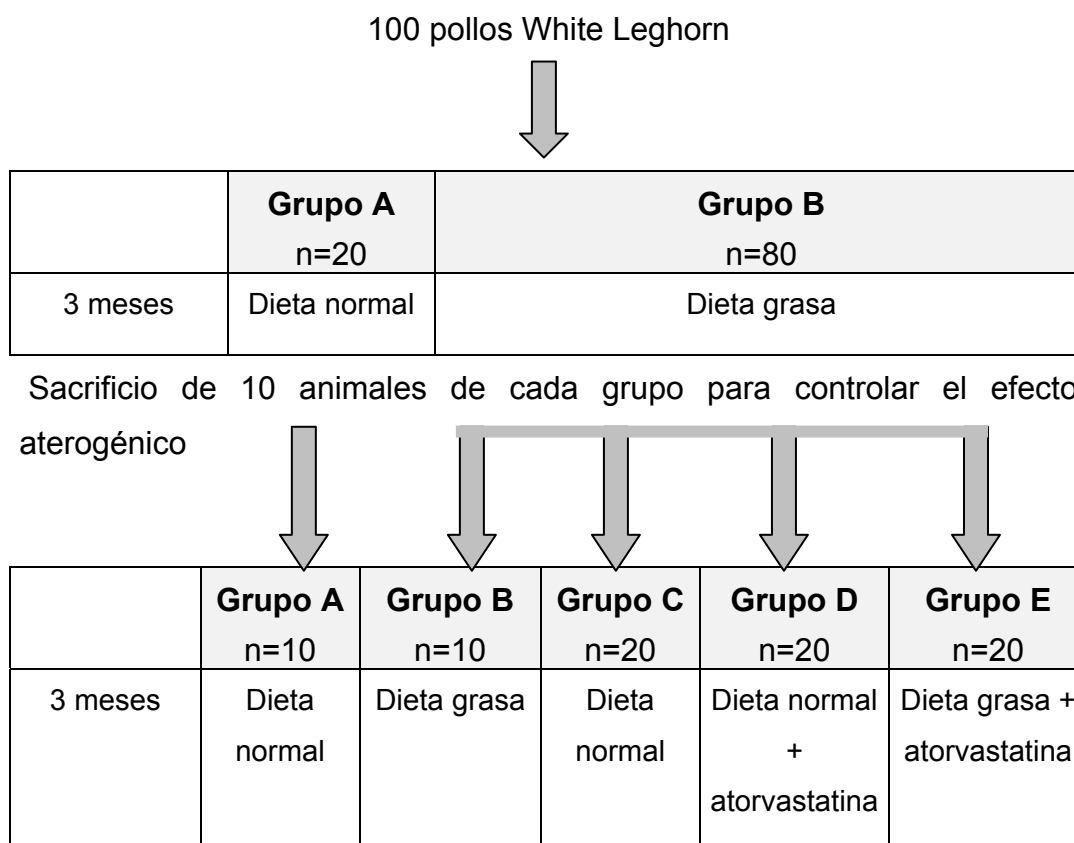 100 pollos White Leghorn
Grupo A Grupo B
n=20 n=80
3 meses Dieta normal Dieta grasa
Sacrificio de 10 animales de cada grupo para controlar el efecto
aterogénico
Grupo A Grupo B Grupo C Grupo D Grupo E
n=10 n=10 n=20 n=20 n=20
3 meses Dieta Dieta grasa Dieta Dieta normal Dieta grasa +
normal normal + atorvastatina
atorvastatina